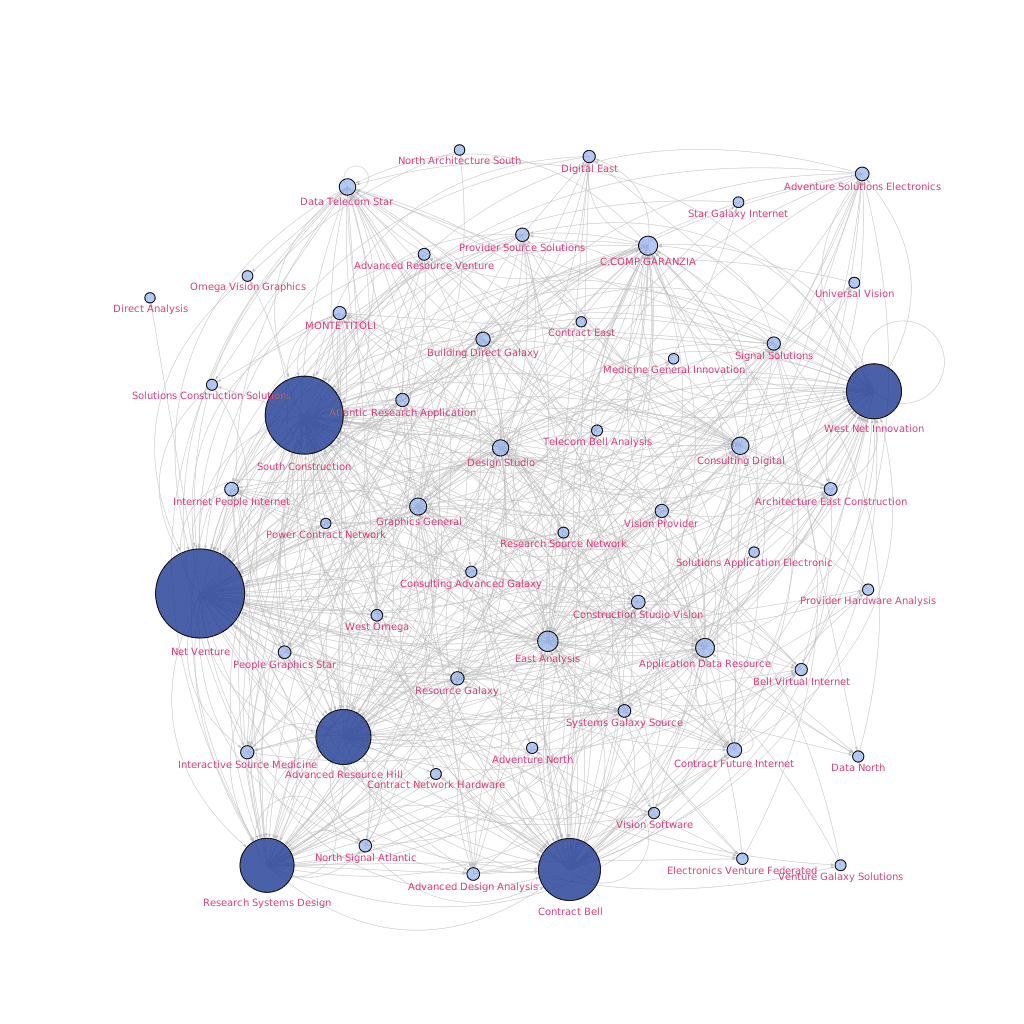 North Architecture South
Digital East
Data Telecom Star
Adventure Solutions Electronics
Star Galaxy Internet
Provider Source Solutions
C.COMP.GARANZIA
Advanced Resource Venture
Omega Vision Graphics
Universal Vision
Direct Analysis
MONTE TITOLI
Contract East
Building Direct Galaxy
Signal Solutions
Medicine General Innovation
Solutions Construction
Atlantic Research Application
West Net Innovation
Telecom Bell Analysis
South Construction
Design Studio
Consulting Digital
Internet People Internet
Architecture East Construction
Graphics General
Vision Provider
Power Contract Network
Research Source Network
Solutions Application Electronic
Consulting Advanced Galaxy
Provider Hardware Analysis
Construction Studio Vision
West Omega
Net Venture
East Analysis
People Graphics Star
Application Data Resource
Bell Virtual Internet
Resource Galaxy
Systems Galaxy Source
Interactive Source Medicine
Adventure North
Contract Future Internet
Data North
Advanced Resource Hill
Contract Network Hardware
Vision Software
North Signal Atlantic
Electronics Venture Federated
Venture Galaxy Solutions
Advanced Design Analysis
Research Systems Design
Contract Bell